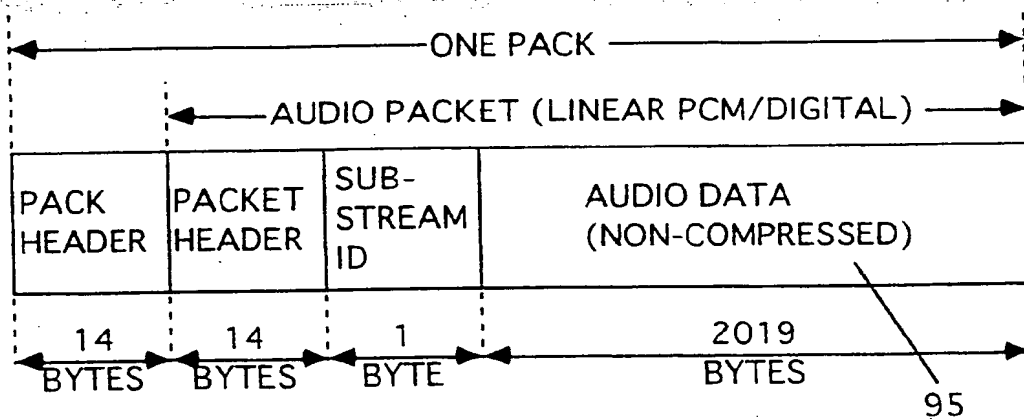 ONE PACK
AUDIO PACKET (LINEAR PCM/DIGITAL)
PACK
HEADER
PACKET
HEADER
SUB-
STREAM
ID
AUDIO DATA
(NON-COMPRESSED)
14
BYTES
14
BYTES
1
BYTE
2019
BYTES
95